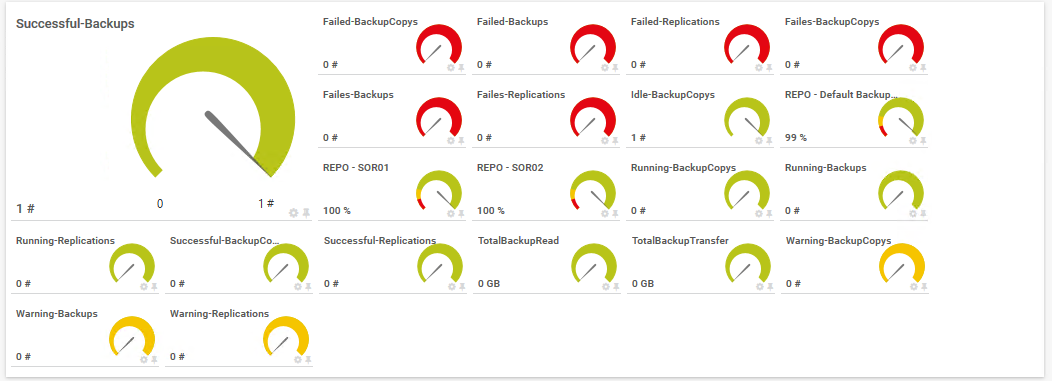 Successful-Backups
0
1 #
1 #
Failed-BackupCopys
0 #
Failed-Backups
0 #
Failed-Replications
0 #
Failes-BackupCopys
0 #
Failes-Backups
0 #
Failes-Replications
0 #
Idle-BackupCopys
1 #
REPO - Default Backup...
99 %
REPO - SOR01
100 %
REPO - SOR02
100 %
Running-BackupCopys
0 #
Running-Backups
0 #
Running-Replications
0 #
Successful-BackupCo...
0 #
Successful-Replications
0 #
TotalBackupRead
0 GB
TotalBackupTransfer
0 GB
Warning-BackupCopys
0 #
Warning-Backups
0 #
Warning-Replications
0 #